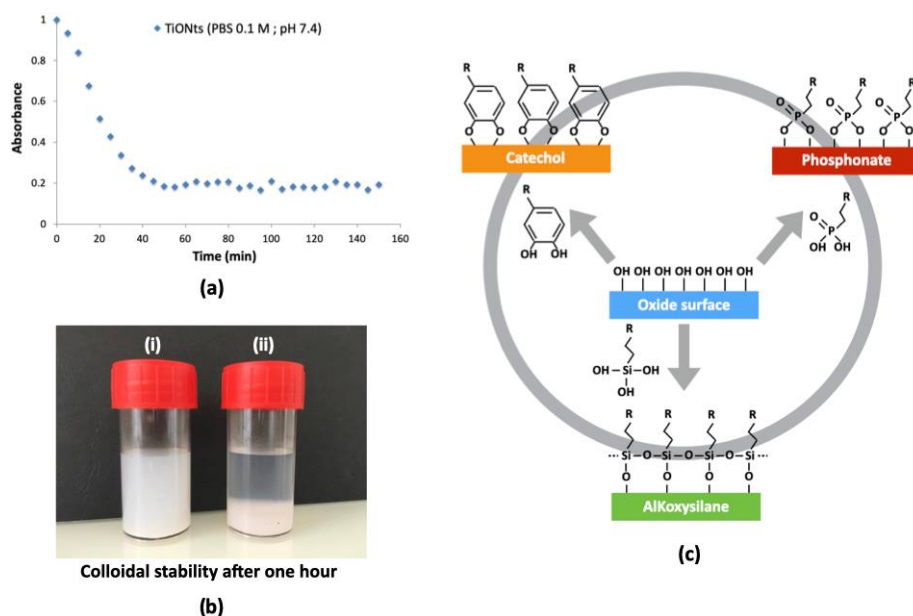 TiONts (PBS 0.1 M ; pH 7.4)
Absorbance
1
0.8
0.6
0.4
0.2
0
0 20 40 60 80 100 120 140 160
Time (min)
(a)
(i) (ii)
Colloidal stability after one hour
(b)
R R R R R R
O O O O O O
O P O P O P
O O O O O O
Catechol Phosphonate
R R
O P
OH OH OH OH
OH OH OH OH OH OH OH
Oxide surface
R
OH Si OH
OH
R R R R
Si O Si O Si O Si
O O O O
AlKoxysilane
(c)